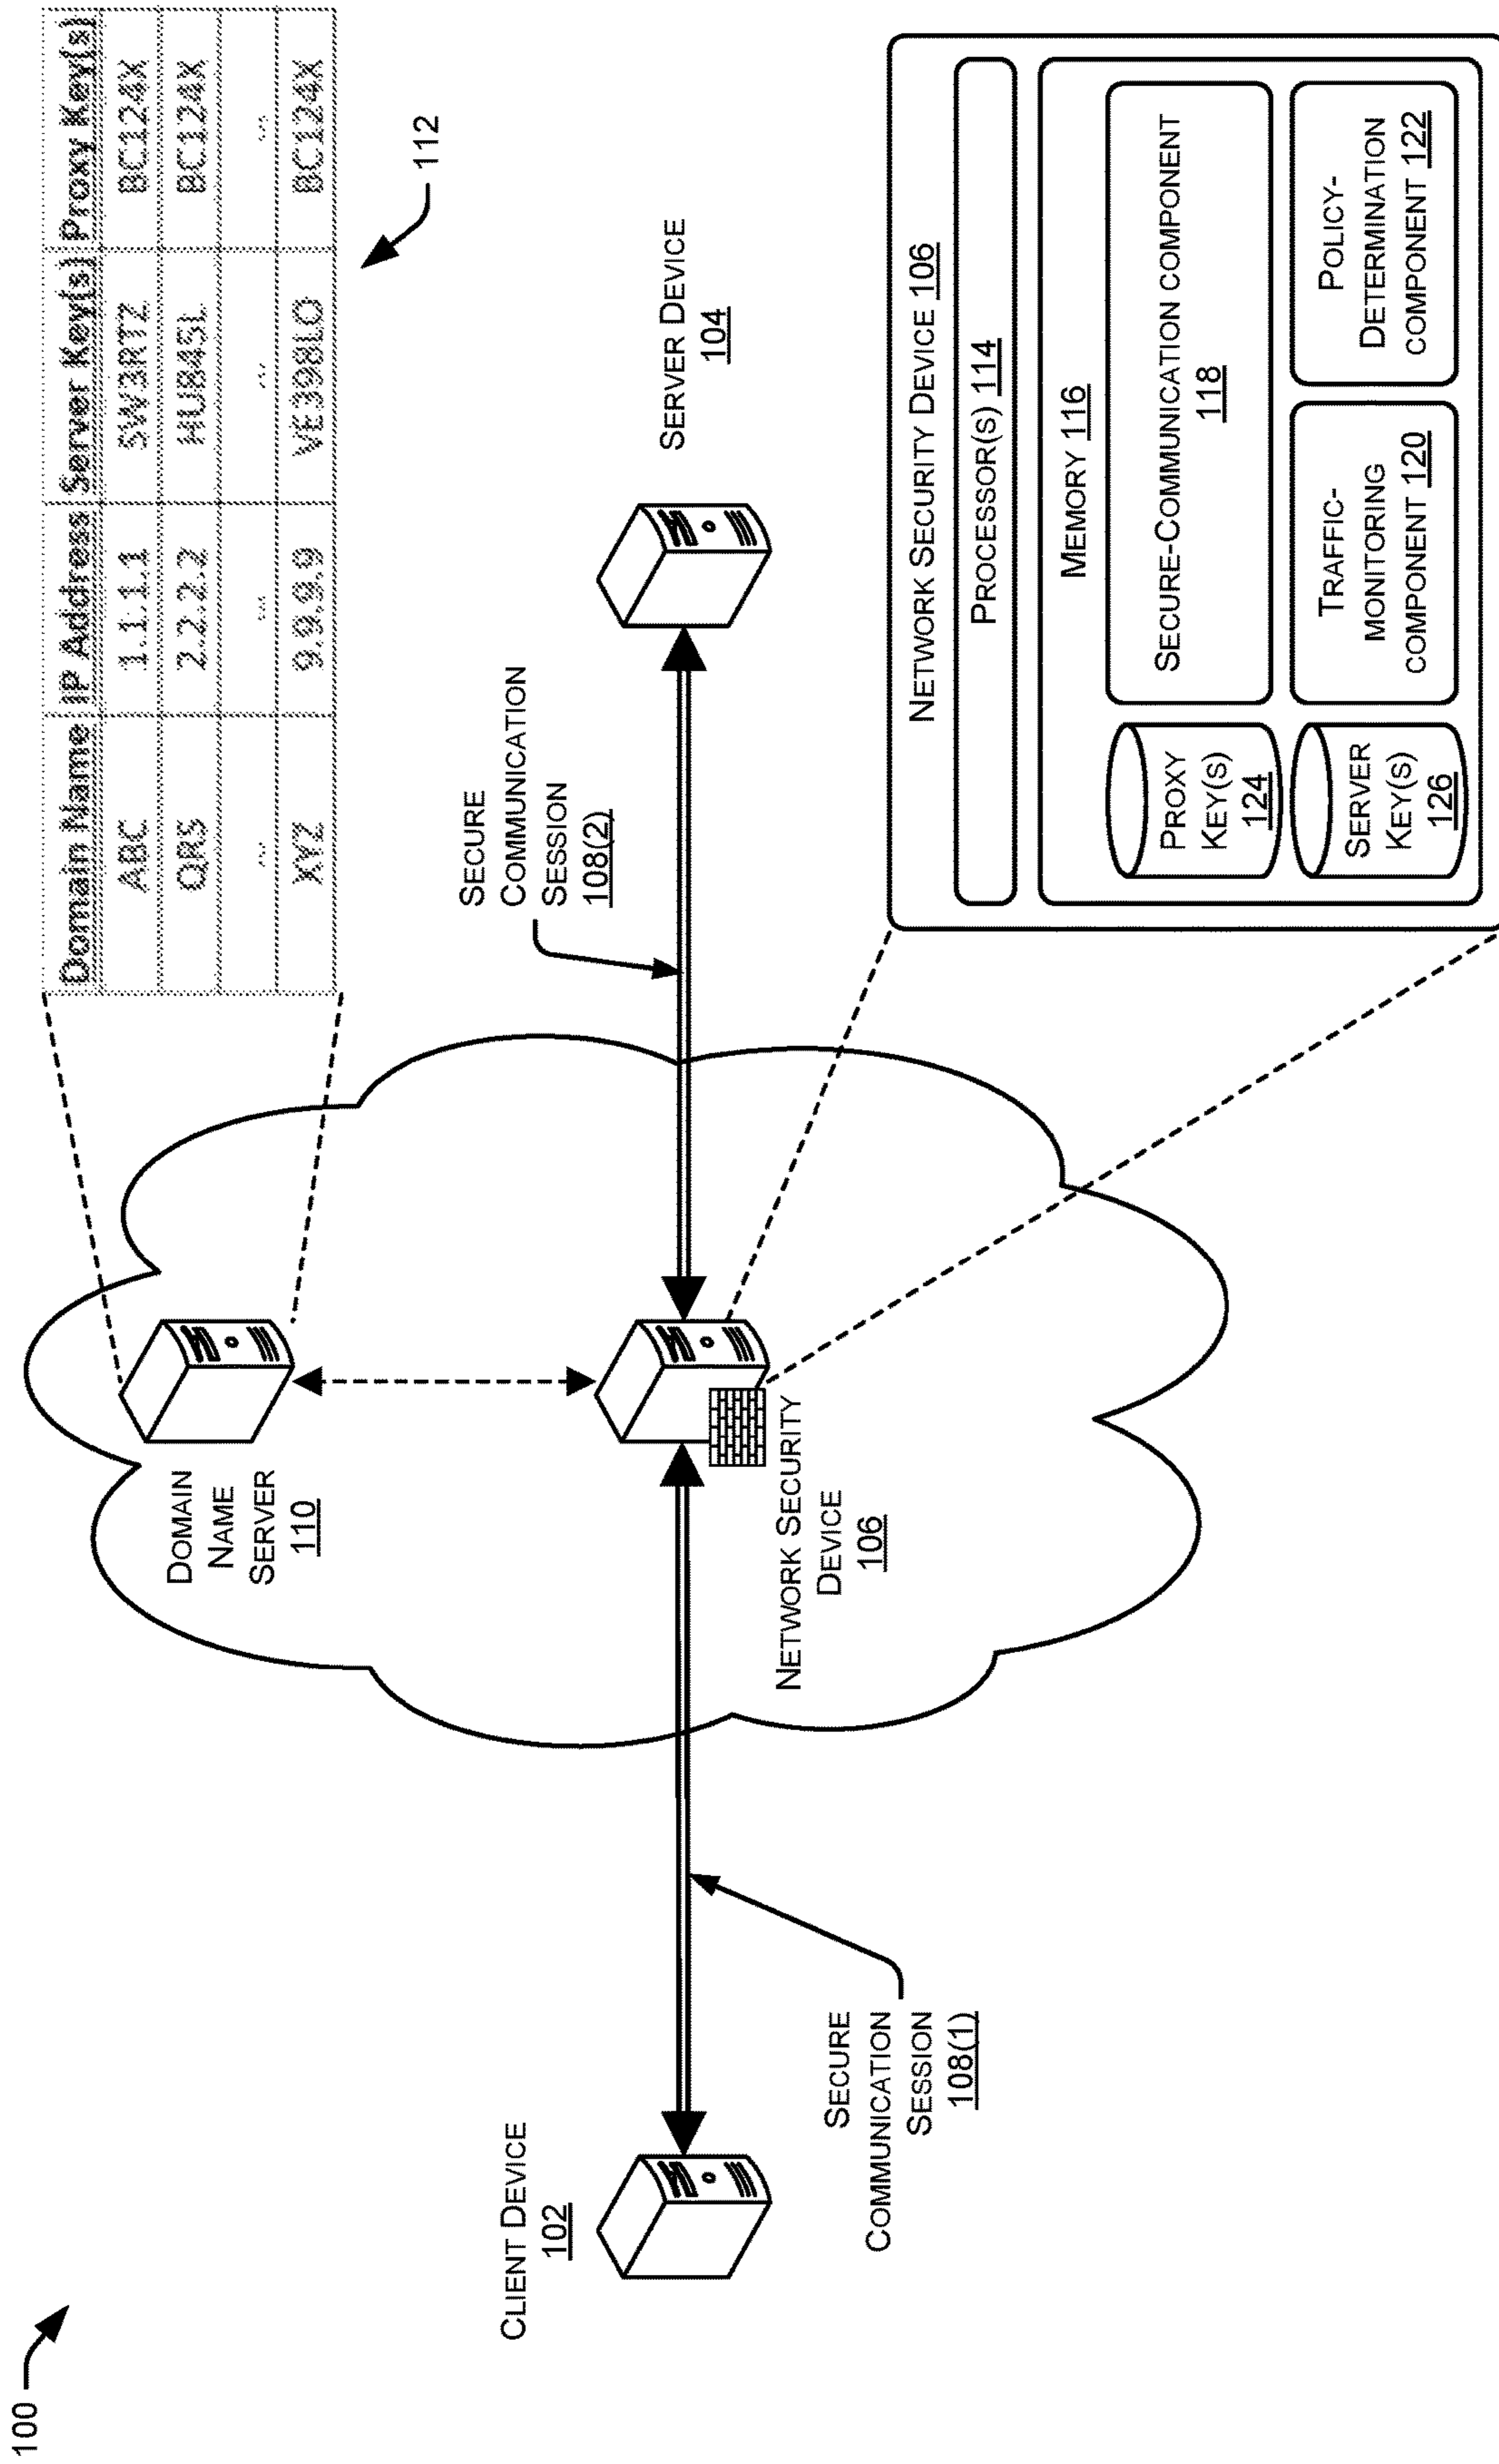 100
Domain Name IP Address Server Key(s) Proxy Key(s)
ABC 1.1.1.1 SW3RTZ BC124X
QRS 2.2.2.2 HU84SL BC124X
... ... ... ...
XYZ 9.9.9.9 VE398LO BC124X
112
DOMAIN
NAME
SERVER
110
SECURE
COMMUNICATION
SESSION
108(2)
CLIENT DEVICE
102
SERVER DEVICE
104
NETWORK SECURITY
DEVICE
106
SECURE
COMMUNICATION
SESSION
108(1)
NETWORK SECURITY DEVICE 106
PROCESSOR(S) 114
MEMORY 116
PROXY
KEY(S)
124
SECURE-COMMUNICATION COMPONENT
118
SERVER
KEY(S)
126
TRAFFIC-
MONITORING
COMPONENT 120
POLICY-
DETERMINATION
COMPONENT 122